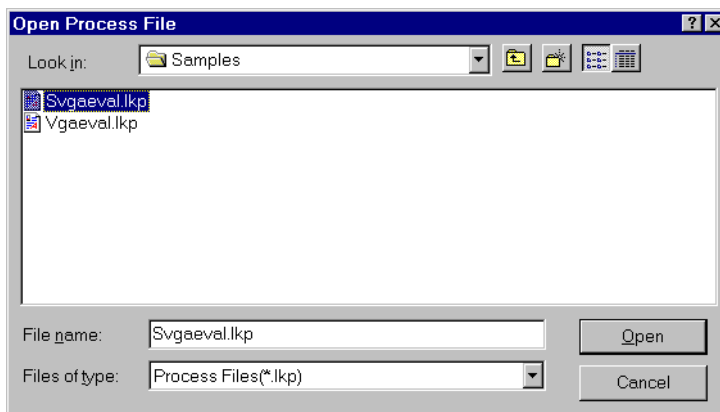 Open Process File
Look in: Samples
Svgaeval.lkp
Vgaeval.lkp
File name: Svgaeval.lkp Open
Files of type: Process Files(*.lkp) Cancel